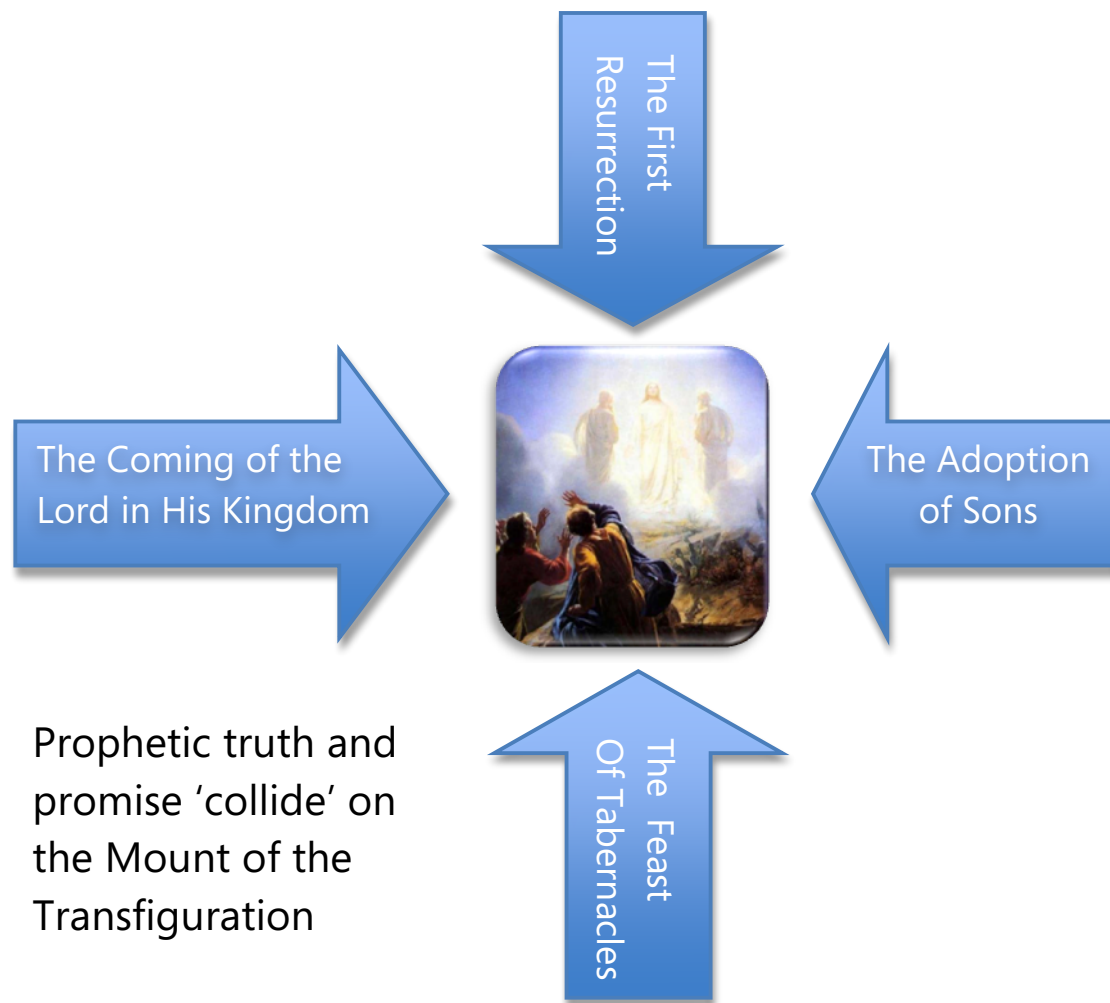 The First
Resurrection
The Coming of the
Lord in His Kingdom
The Adoption
of Sons
The Feast
Of Tabernacles
Prophetic truth and
promise ‘collide’ on
the Mount of the
Transfiguration